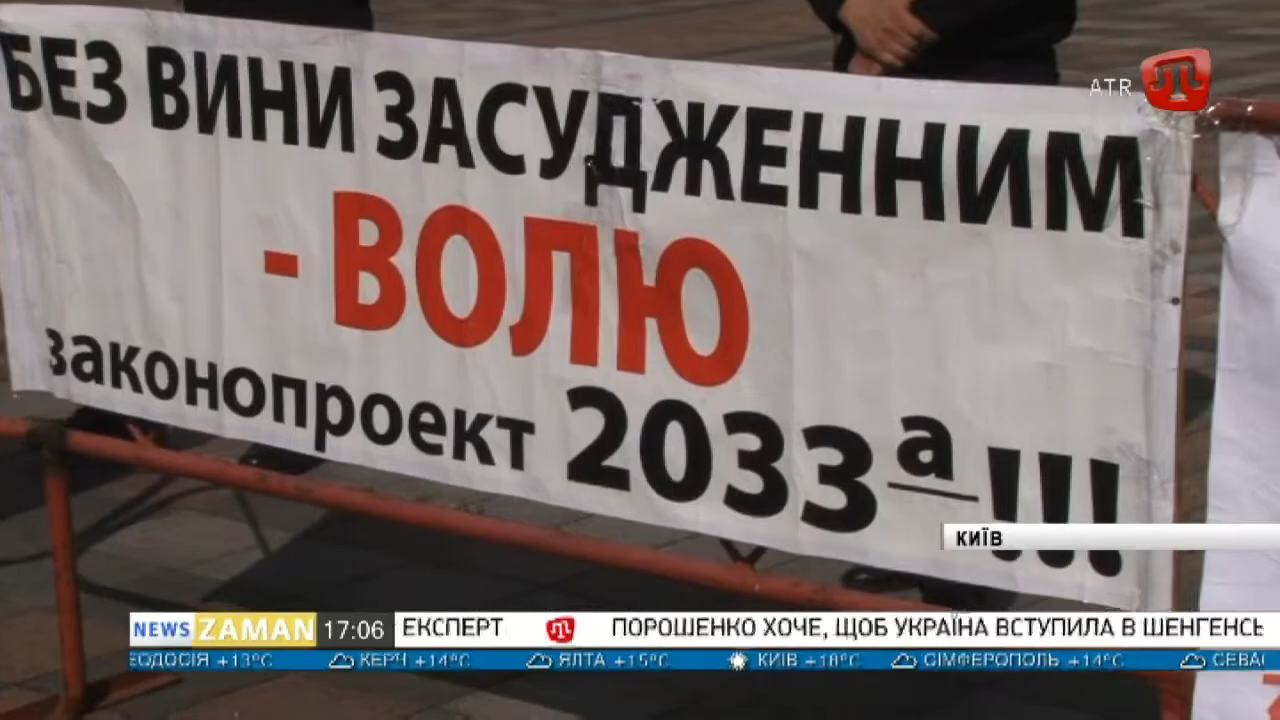 БЕЗ ВИНИ ЗАСУДЖЕННИМ
- ВОЛЮ
законопроект 2033а !!!
ATR
КИЇВ
NEWS ZAMAN 17:06 ЕКСПЕРТ ПОРОШЕНКО ХОЧЕ, ЩОБ УКРАЇНА ВСТУПИЛА В ШЕНГЕНСЬ
ЕОДОСІЯ +13°C КЕРЧ +14°C ЯЛТА +15°C КИЇВ +18°C СІМФЕРОПОЛЬ +14°C СЕВАС